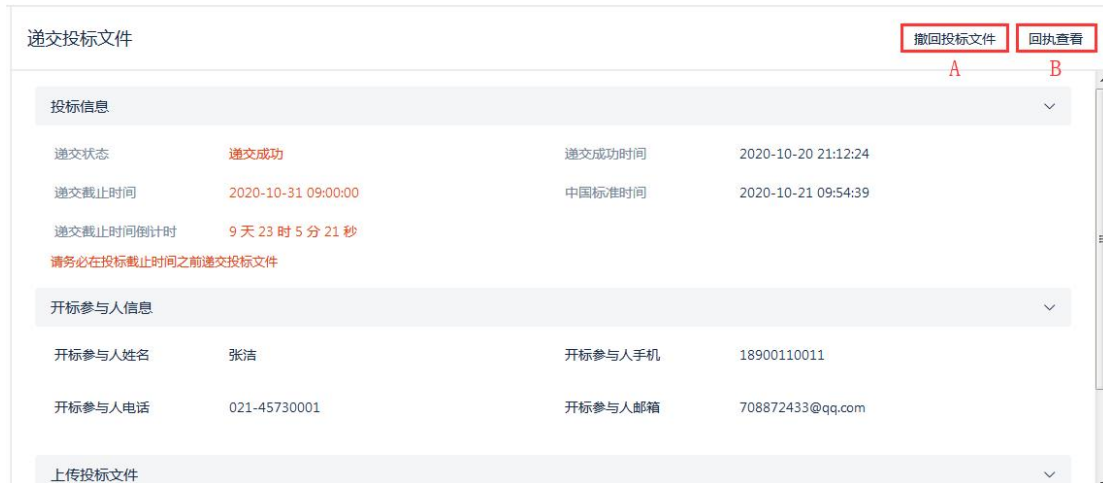 递交投标文件 撤回投标文件 回执查看
A B
投标信息
递交状态 递交成功 递交成功时间 2020-10-20 21:12:24
递交截止时间 2020-10-31 09:00:00 中国标准时间 2020-10-21 09:54:39
递交截止时间倒计时 9 天 23 时 5 分 21 秒
请务必在投标截止时间之前递交投标文件
开标参与人信息
开标参与人姓名 张洁 开标参与人手机 18900110011
开标参与人电话 021-45730001 开标参与人邮箱 708872433@qq.com
上传投标文件